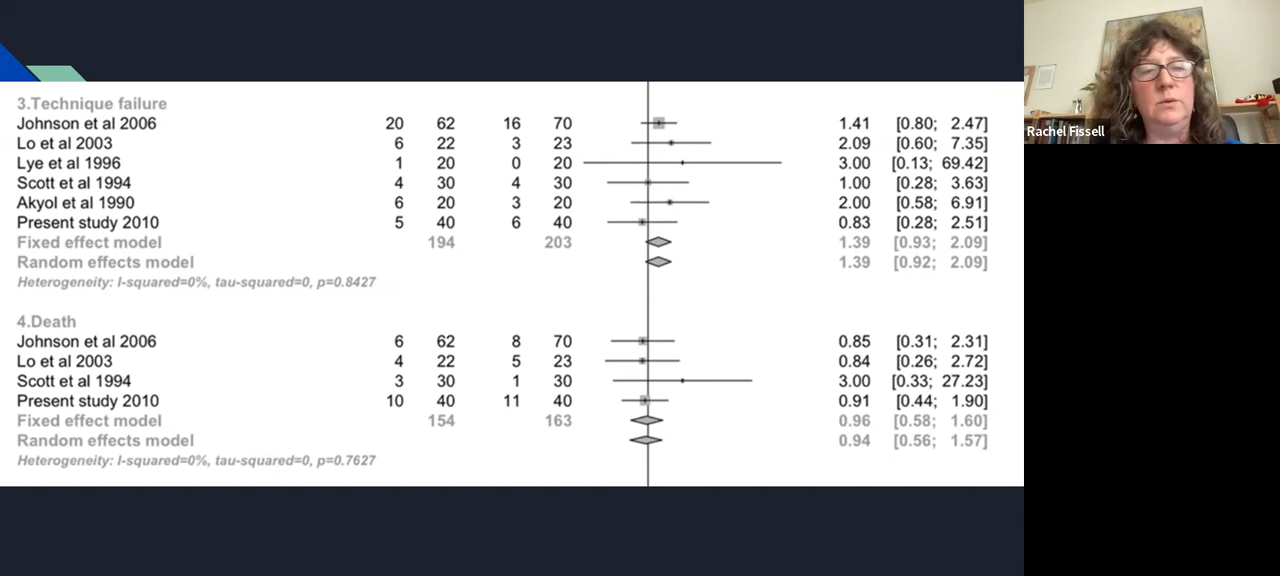 3.Technique failure
Johnson et al 2006 20 62 16 70 1.41 [0.80; 2.47]
Lo et al 2003 6 22 3 23 2.09 [0.60; 7.35]
Lye et al 1996 1 20 0 20 3.00 [0.13; 69.42]
Scott et al 1994 4 30 4 30 1.00 [0.28; 3.63]
Akyol et al 1990 6 20 3 20 2.00 [0.58; 6.91]
Present study 2010 5 40 6 40 0.83 [0.28; 2.51]
Fixed effect model 194 203 1.39 [0.93; 2.09]
Random effects model 1.39 [0.92; 2.09]
Heterogeneity: I-squared=0%, tau-squared=0, p=0.8427
4.Death
Johnson et al 2006 6 62 8 70 0.85 [0.31; 2.31]
Lo et al 2003 4 22 5 23 0.84 [0.26; 2.72]
Scott et al 1994 3 30 1 30 3.00 [0.33; 27.23]
Present study 2010 10 40 11 40 0.91 [0.44; 1.90]
Fixed effect model 154 163 0.96 [0.58; 1.60]
Random effects model 0.94 [0.56; 1.57]
Heterogeneity: I-squared=0%, tau-squared=0, p=0.7627
Rachel Fissell